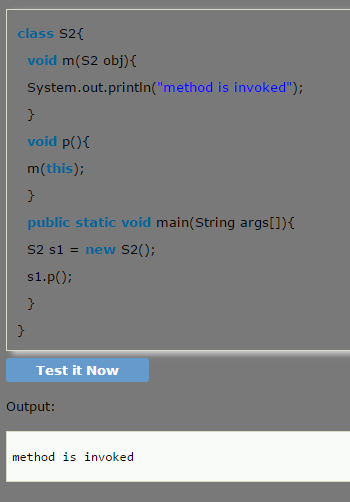 class S2{
void m(S2 obj){
System.out.println("method is invoked");
}
void p(){
m(this);
}
public static void main(String args[]){
S2 s1 = new S2();
s1.p();
}
}
Test it Now
Output:
method is invoked